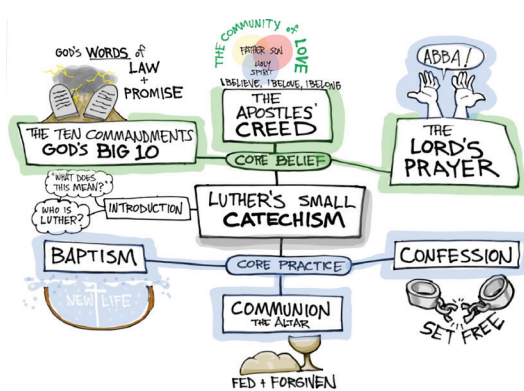 GOD'S WORDS of
LAW
+
PROMISE
THE TEN COMMANDMENTS
GOD'S BIG 10
THE COMMUNITY of LOVE
FATHER SON
HOLY
SPIRIT
I BELIEVE, I BELOVE, I BELONG
THE
APOSTLES'
CREED
ABBA!
THE
LORD'S
PRAYER
CORE BELIEF
"WHAT DOES
THIS MEAN?"
WHO IS
LUTHER?
INTRODUCTION
LUTHER'S SMALL
CATECHISM
BAPTISM
NEW LIFE
CORE PRACTICE
COMMUNION
THE ALTAR
FED + FORGIVEN
CONFESSION
SET FREE